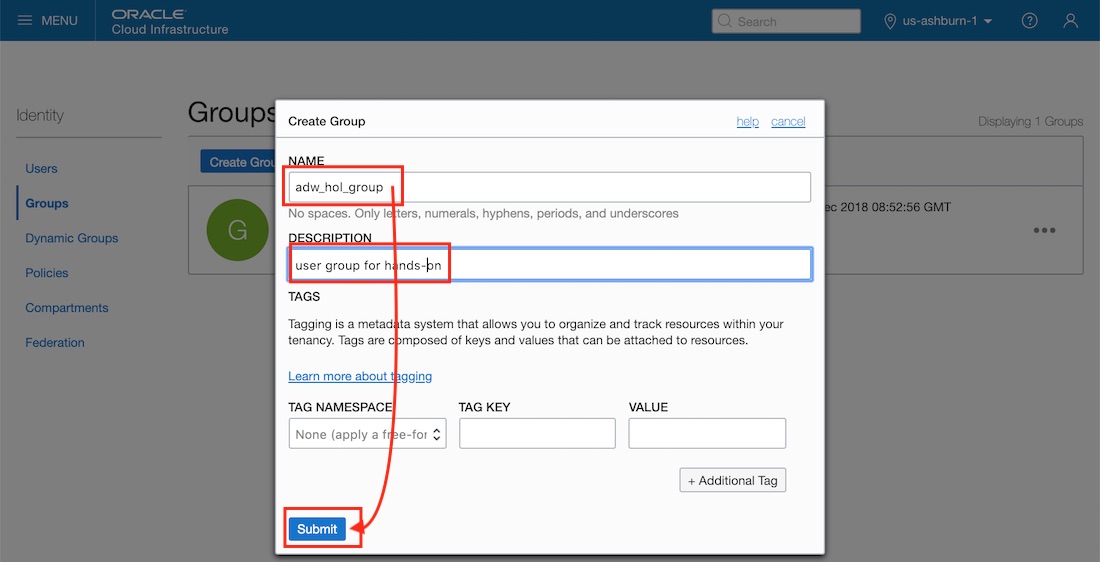 MENU
ORACLE
Cloud Infrastructure
Search
us-ashburn-1
?
Identity
Users
Groups
Dynamic Groups
Policies
Compartments
Federation
Groups
Displaying 1 Groups
Create Grou
G
ec 2018 08:52:56 GMT
Create Group
help
cancel
NAME
adw_hol_group
No spaces. Only letters, numerals, hyphens, periods, and underscores
DESCRIPTION
user group for hands-on
TAGS
Tagging is a metadata system that allows you to organize and track resources within your
tenancy. Tags are composed of keys and values that can be attached to resources.
Learn more about tagging
TAG NAMESPACE
TAG KEY
VALUE
None (apply a free-for
+ Additional Tag
Submit